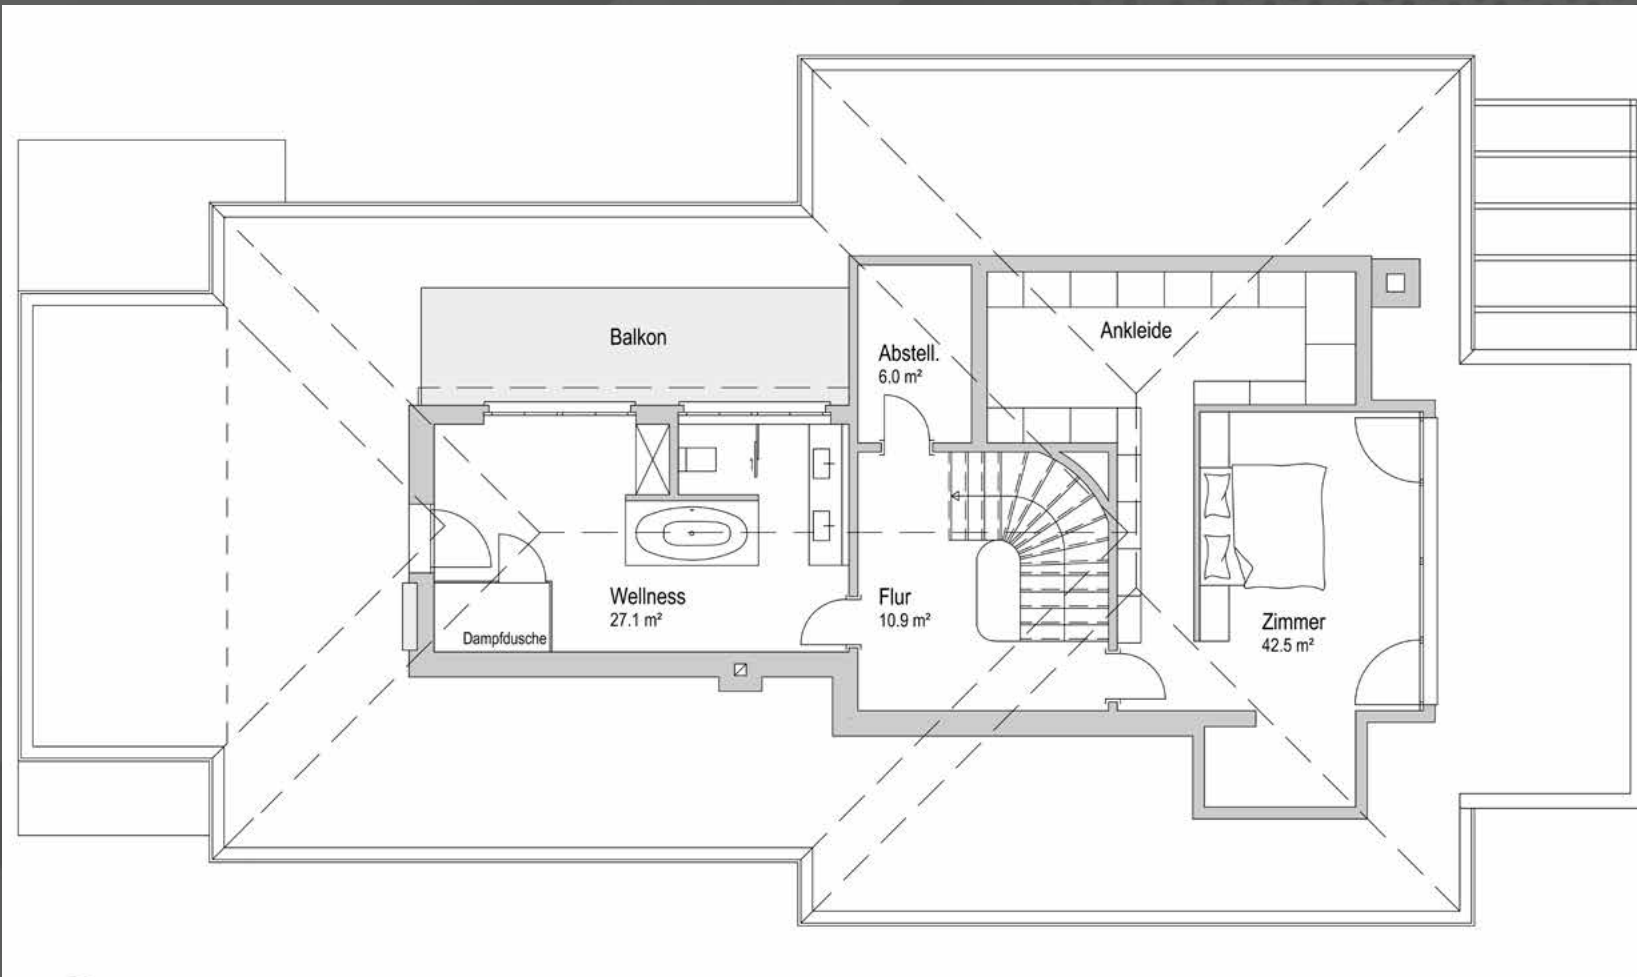 Balkon
Abstell.
6.0 m²
Ankleide
Wellness
27.1 m²
Dampfdusche
Flur
10.9 m²
Zimmer
42.5 m²